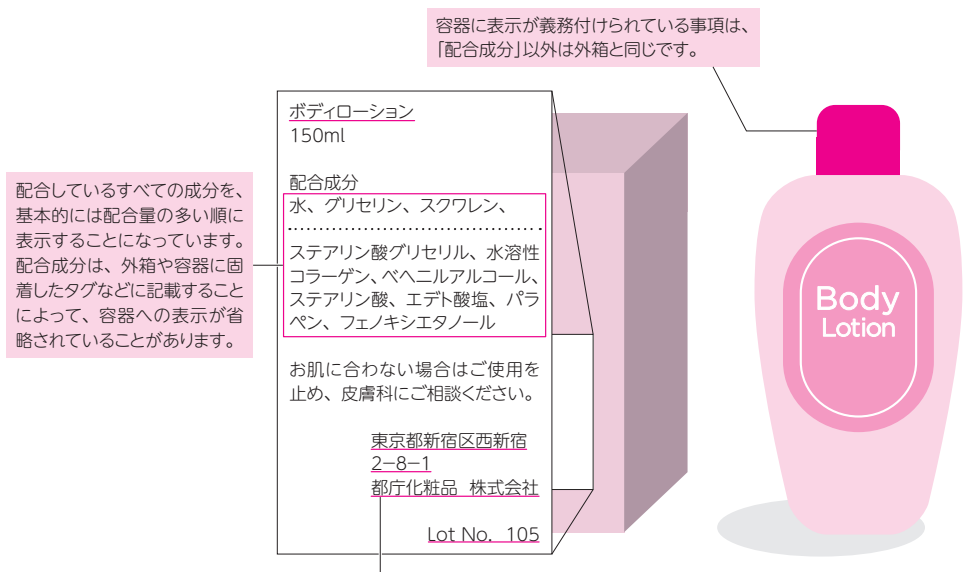 容器に表示が義務付けられている事項は、
「配合成分」以外は外箱と同じです。
ボディローション
150ml
配合成分
水、グリセリン、スクワレン、
ステアリン酸グリセリル、水溶性
コラーゲン、ベヘニルアルコール、
ステアリン酸、エデト酸塩、パラ
ベン、フェノキシエタノール
お肌に合わない場合はご使用を
止め、皮膚科にご相談ください。
東京都新宿区西新宿
2−8−1
都庁化粧品 株式会社
Lot No. 105
配合しているすべての成分を、
基本的には配合量の多い順に
表示することになっています。
配合成分は、外箱や容器に固
着したタグなどに記載すること
によって、容器への表示が省
略されていることがあります。
Body
Lotion